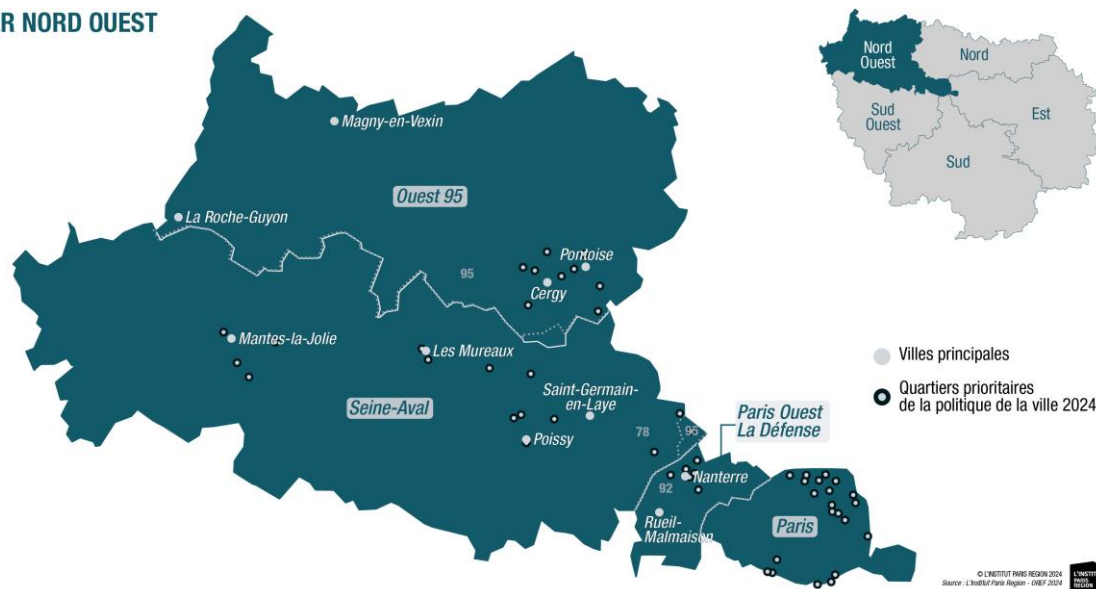 R NORD OUEST
Nord
Ouest
Nord
Sud
Ouest
Est
Sud
Magny-en-Vexin
Ouest 95
La Roche-Guyon
95
Pontoise
Cergy
Mantes-la-Jolie
Les Mureaux
Saint-Germain-
en-Laye
Seine-Aval
Poissy
78
95
Paris Ouest
La Défense
92
Nanterre
Rueil-
Malmaison
Paris
Villes principales
Quartiers prioritaires
de la politique de la ville 2024
© L'INSTITUT PARIS REGION 2024
Source : L'Institut Paris Region - OREF 2024
L'INSTIT
PARIS
REGION